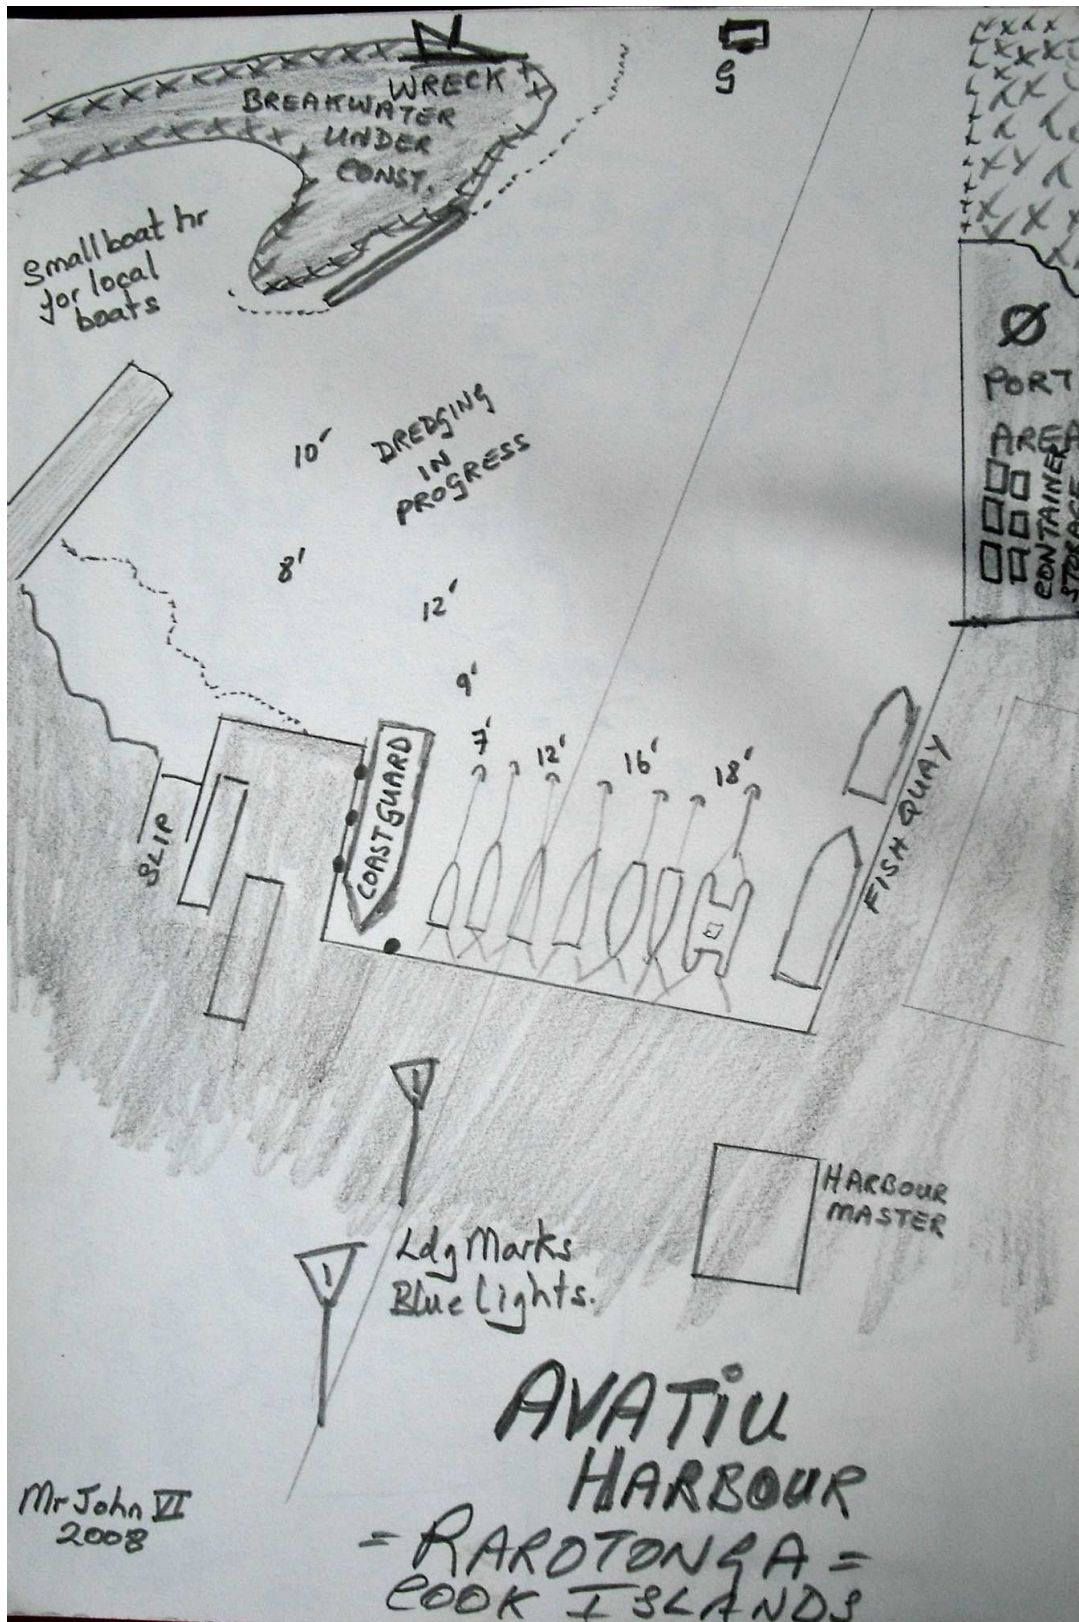 WRECK
BREAKWATER
UNDER
CONST.
G
Small boat hr
for local
boats
PORT
AREA
CONTAINER
STORAGE
10'
DREDGING
IN
PROGRESS
8'
12'
9'
7'
12'
16'
18'
COASTGUARD
SLIP
FISH QUAY
1
1
Ldg Marks
Blue Lights.
HARBOUR
MASTER
AVATIU
HARBOUR
= RAROTONGA =
COOK ISLANDS
Mr John VI
2008